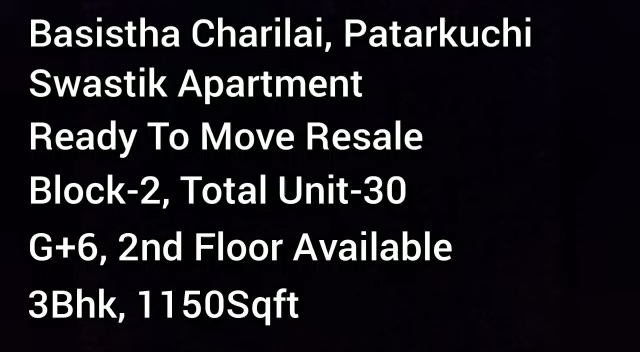 Basistha Charilai, Patarkuchi
Swastik Apartment
Ready To Move Resale
Block-2, Total Unit-30
G+6, 2nd Floor Available
3Bhk, 1150Sqft